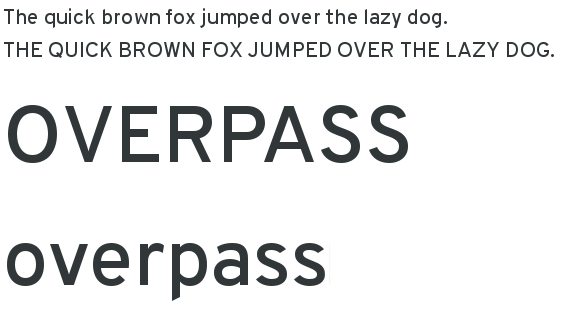 The quick brown fox jumped over the lazy dog.
THE QUICK BROWN FOX JUMPED OVER THE LAZY DOG.
OVERPASS
overpass